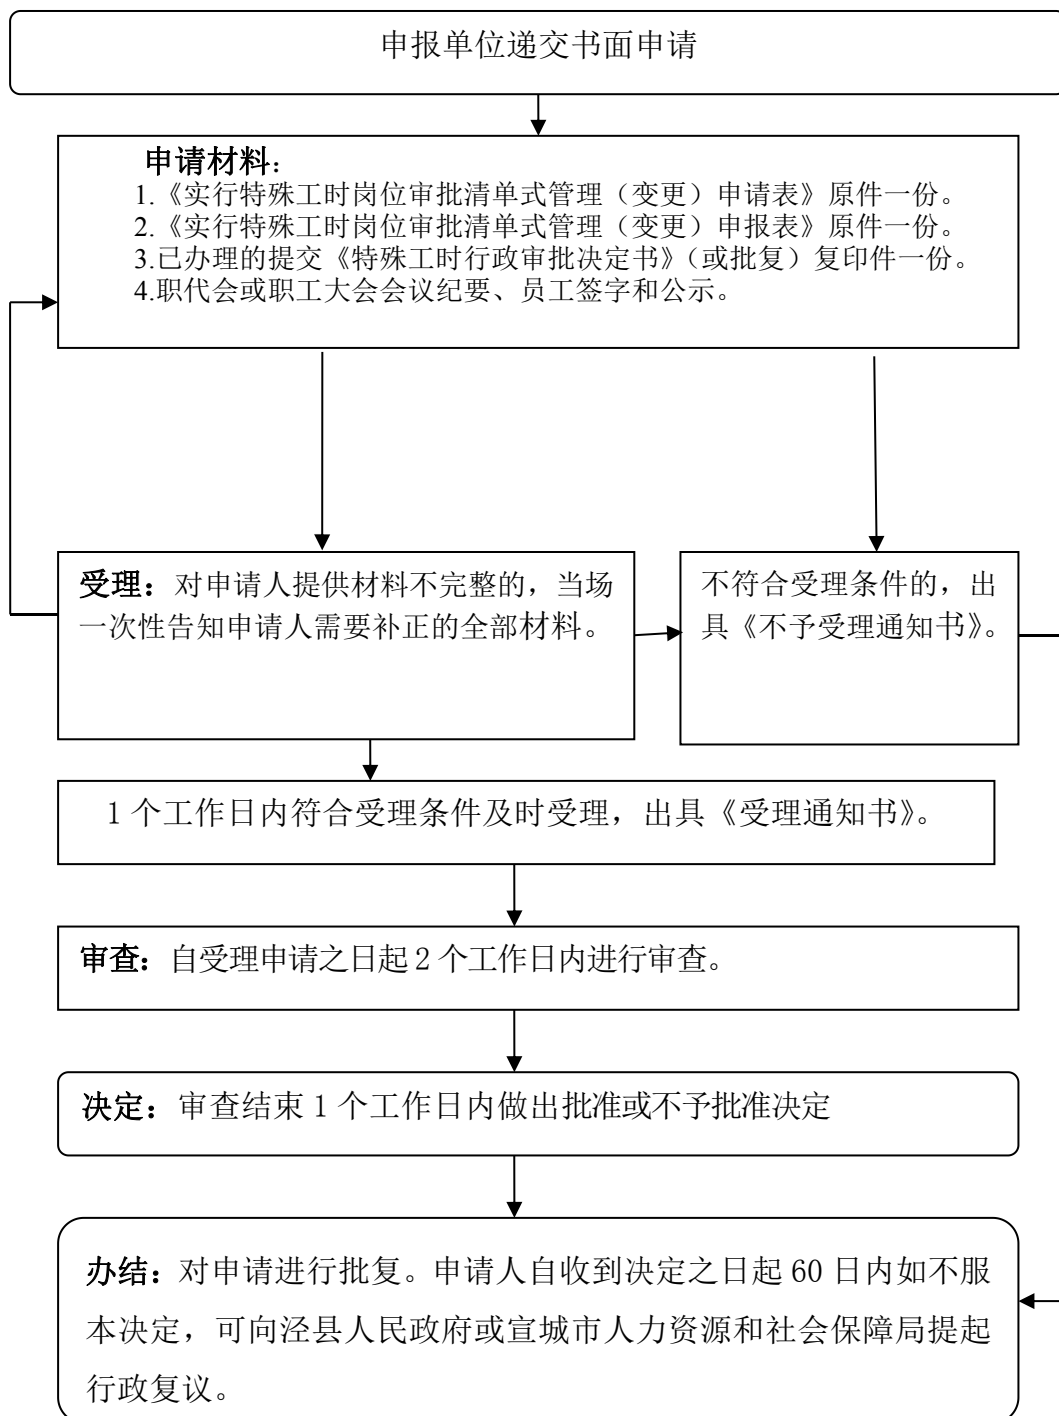 申报单位递交书面申请
申请材料：
1.《实行特殊工时岗位审批清单式管理（变更）申请表》原件一份。
2.《实行特殊工时岗位审批清单式管理（变更）申报表》原件一份。
3.已办理的提交《特殊工时行政审批决定书》（或批复）复印件一份。
4.职代会或职工大会会议纪要、员工签字和公示。
受理：对申请人提供材料不完整的，当场
一次性告知申请人需要补正的全部材料。
不符合受理条件的，出
具《不予受理通知书》。
1 个工作日内符合受理条件及时受理，出具《受理通知书》。
审查：自受理申请之日起 2 个工作日内进行审查。
决定：审查结束 1 个工作日内做出批准或不予批准决定
办结：对申请进行批复。申请人自收到决定之日起 60 日内如不服
本决定，可向泾县人民政府或宣城市人力资源和社会保障局提起
行政复议。